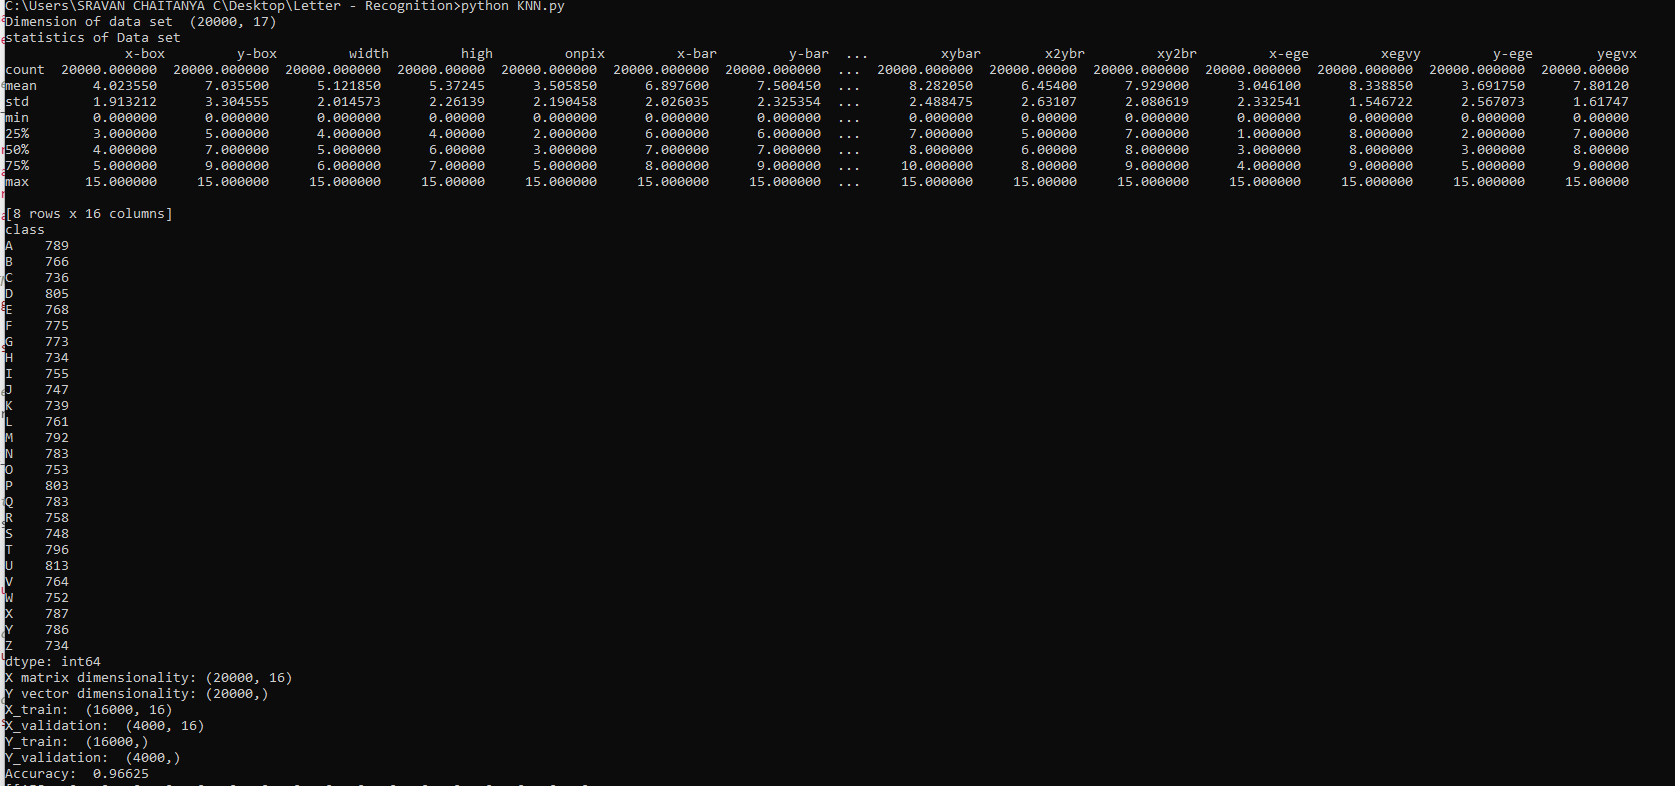 C:\Users\SRAVAN CHAITANYA C\Desktop\Letter - Recognition>python KNN.py
Dimension of data set  (20000, 17)
statistics of Data set
              x-box         y-box         width         high         onpix         x-bar         y-bar  ...         xybar        x2ybr         xy2br         x-ege         xegvy         y-ege        yegvx
count  20000.000000  20000.000000  20000.000000  20000.00000  20000.000000  20000.000000  20000.000000  ...  20000.000000  20000.00000  20000.000000  20000.000000  20000.000000  20000.000000  20000.00000
mean       4.023550      7.035500      5.121850      5.37245      3.505850      6.897600      7.500450  ...      8.282050      6.45400      7.929000      3.046100      8.338850      3.691750      7.80120
std        1.913212      3.304555      2.014573      2.26139      2.190458      2.026035      2.325354  ...      2.488475      2.63107      2.080619      2.332541      1.546722      2.567073      1.61747
min        0.000000      0.000000      0.000000      0.00000      0.000000      0.000000      0.000000  ...      0.000000      0.00000      0.000000      0.000000      0.000000      0.000000      0.00000
25%        3.000000      5.000000      4.000000      4.00000      2.000000      6.000000      6.000000  ...      7.000000      5.00000      7.000000      1.000000      8.000000      2.000000      7.00000
50%        4.000000      7.000000      5.000000      6.00000      3.000000      7.000000      7.000000  ...      8.000000      6.00000      8.000000      3.000000      8.000000      3.000000      8.00000
75%        5.000000      9.000000      6.000000      7.00000      5.000000      8.000000      9.000000  ...     10.000000      8.00000      9.000000      4.000000      9.000000      5.000000      9.00000
max       15.000000     15.000000     15.000000     15.00000     15.000000     15.000000     15.000000  ...     15.000000     15.00000     15.000000     15.000000     15.000000     15.000000     15.00000
[8 rows x 16 columns]
class
A    789
B    766
C    736
D    805
E    768
F    775
G    773
H    734
I    755
J    747
K    739
L    761
M    792
N    783
O    753
P    803
Q    783
R    758
S    748
T    796
U    813
V    764
W    752
X    787
Y    786
Z    734
dtype: int64
X matrix dimensionality: (20000, 16)
Y vector dimensionality: (20000,)
X_train:  (16000, 16)
X_validation:  (4000, 16)
Y_train:  (16000,)
Y_validation:  (4000,)
Accuracy:  0.96625